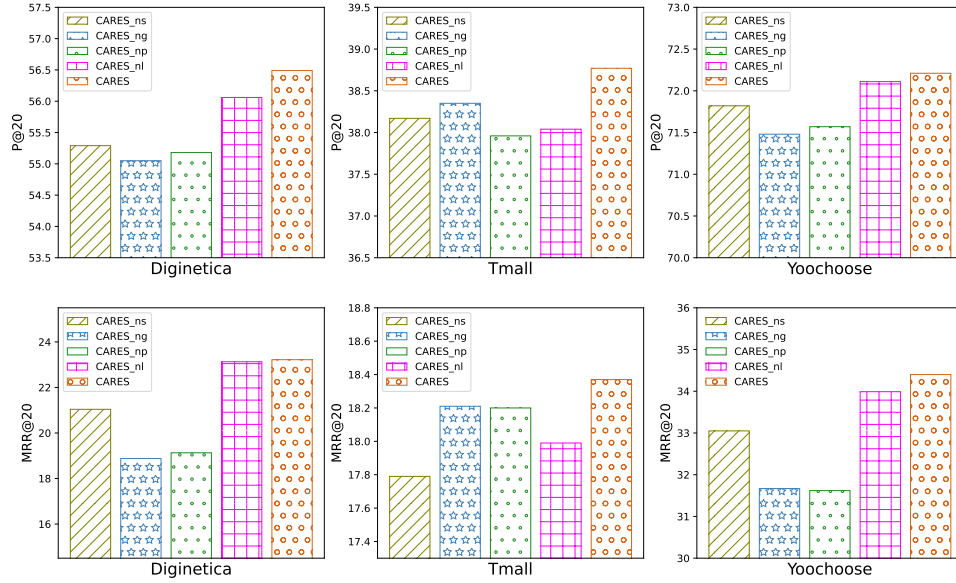 57.5
57.0
56.5
56.0
55.5
55.0
54.5
54.0
53.5
P@20
CARES_ns
CARES_ng
CARES_np
CARES_nl
CARES
Diginetica
39.5
39.0
38.5
38.0
37.5
37.0
36.5
P@20
CARES_ns
CARES_ng
CARES_np
CARES_nl
CARES
Tmall
73.0
72.5
72.0
71.5
71.0
70.5
70.0
P@20
CARES_ns
CARES_ng
CARES_np
CARES_nl
CARES
Yoochoose
24
22
20
18
16
MRR@20
CARES_ns
CARES_ng
CARES_np
CARES_nl
CARES
Diginetica
18.8
18.6
18.4
18.2
18.0
17.8
17.6
17.4
MRR@20
CARES_ns
CARES_ng
CARES_np
CARES_nl
CARES
Tmall
36
35
34
33
32
31
30
MRR@20
CARES_ns
CARES_ng
CARES_np
CARES_nl
CARES
Yoochoose